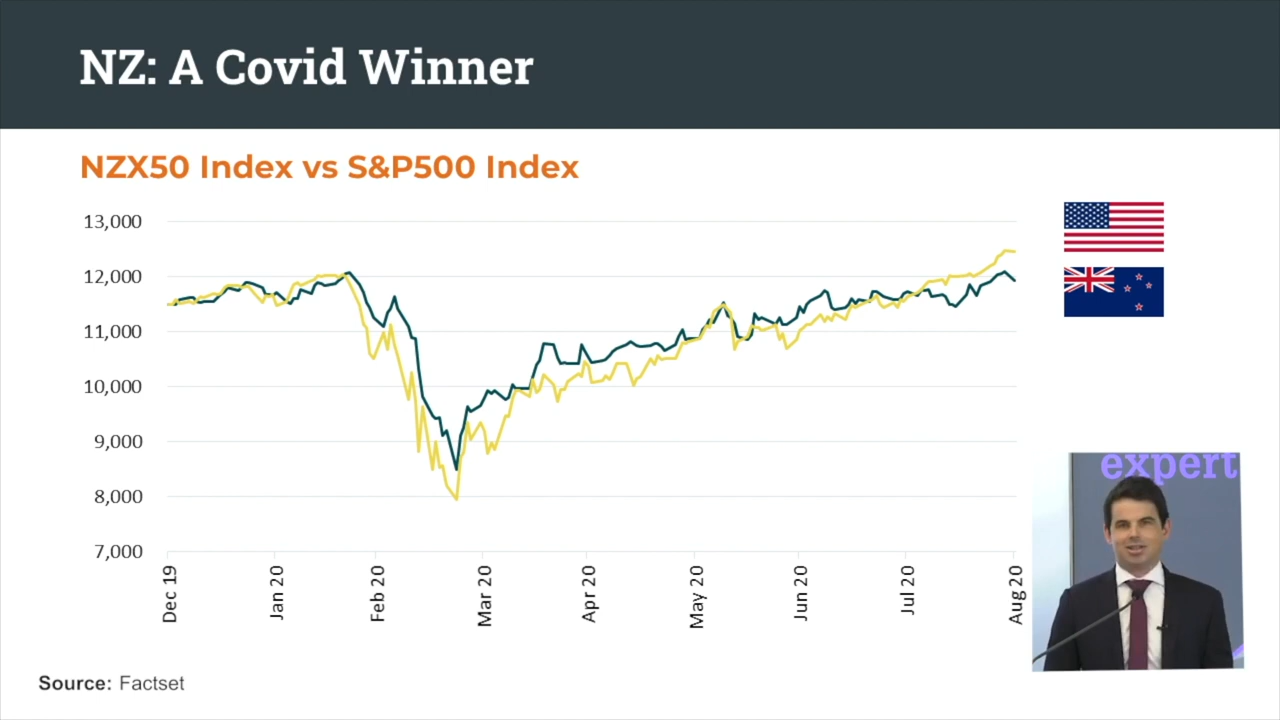 NZ: A Covid Winner
NZX50 Index vs S&P500 Index
13,000
12,000
11,000
10,000
9,000
8,000
7,000
Dec 19
Jan 20
Feb 20
Mar 20
Apr 20
May 20
Jun 20
Jul 20
Aug 20
expert
Source: Factset